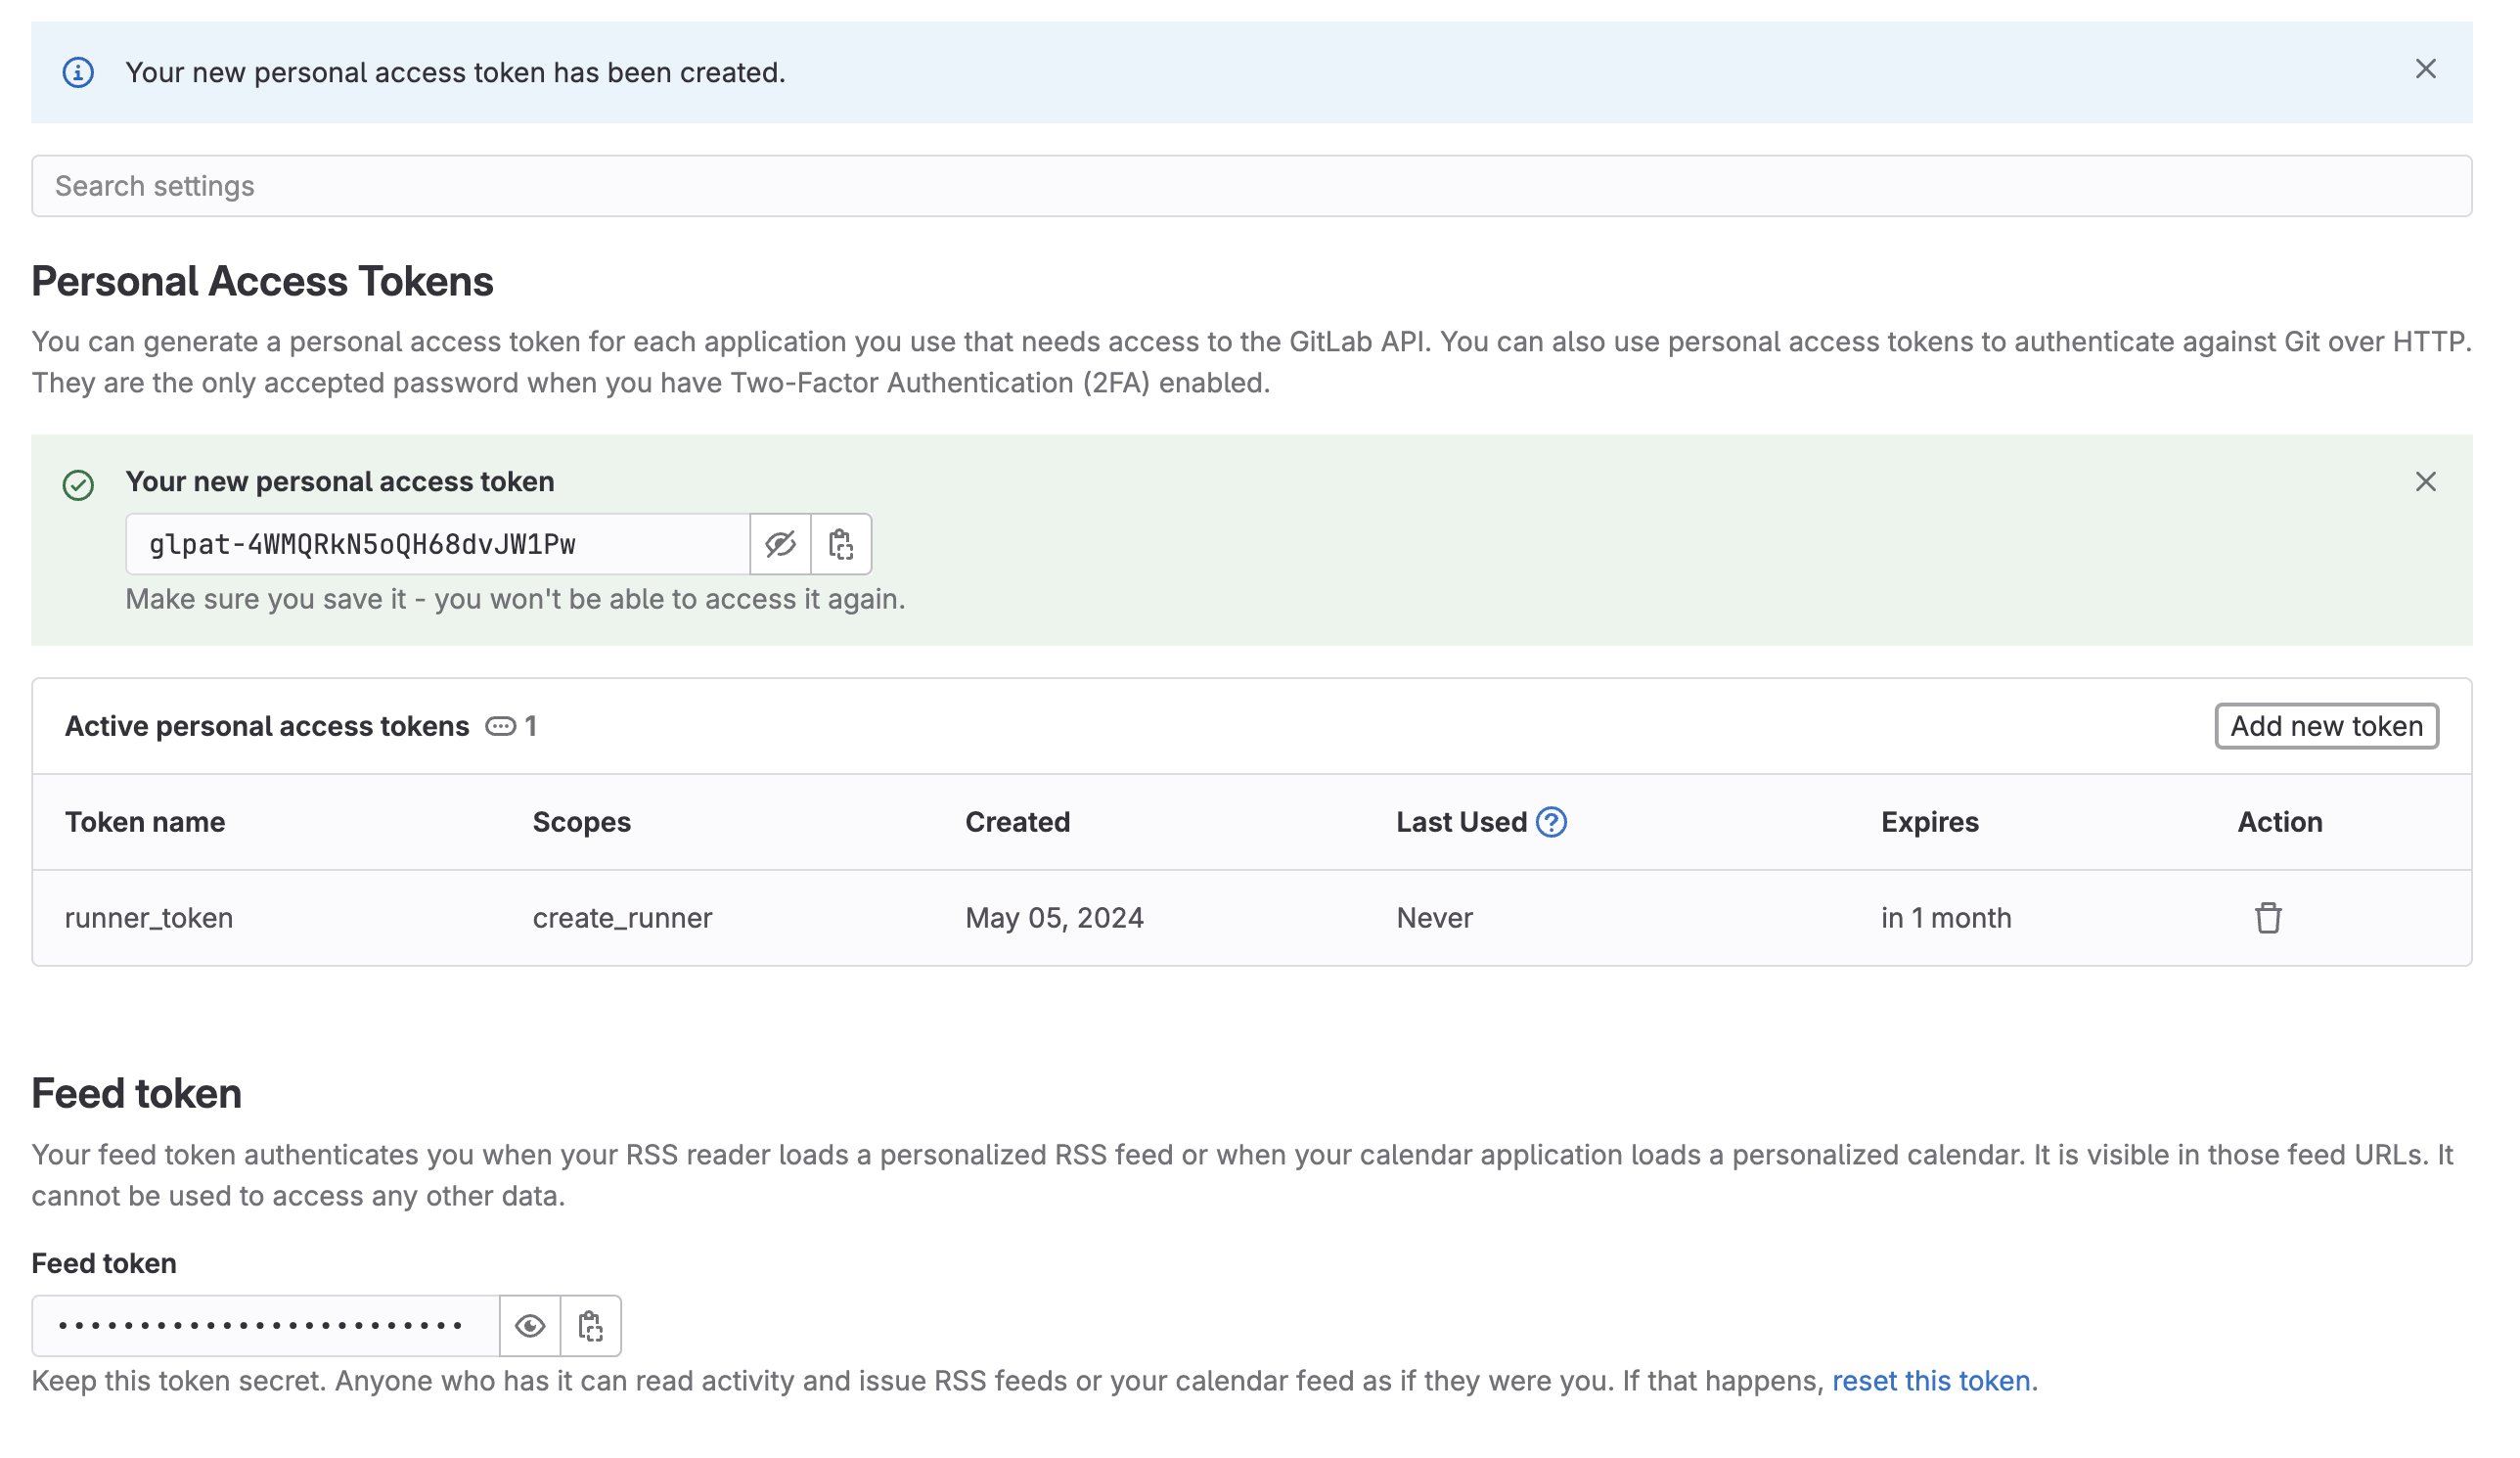 Your new personal access token has been created.
Search settings
Personal Access Tokens
You can generate a personal access token for each application you use that needs access to the GitLab API. You can also use personal access tokens to authenticate against Git over HTTP.
They are the only accepted password when you have Two-Factor Authentication (2FA) enabled.
Your new personal access token
glpat-4WMQRkN5oQH68dvJW1Pw
Make sure you save it - you won't be able to access it again.
Active personal access tokens 1 Add new token
Token name Scopes Created Last Used Expires Action
runner_token create_runner May 05, 2024 Never in 1 month
Feed token
Your feed token authenticates you when your RSS reader loads a personalized RSS feed or when your calendar application loads a personalized calendar. It is visible in those feed URLs. It
cannot be used to access any other data.
Feed token
Keep this token secret. Anyone who has it can read activity and issue RSS feeds or your calendar feed as if they were you. If that happens, reset this token.